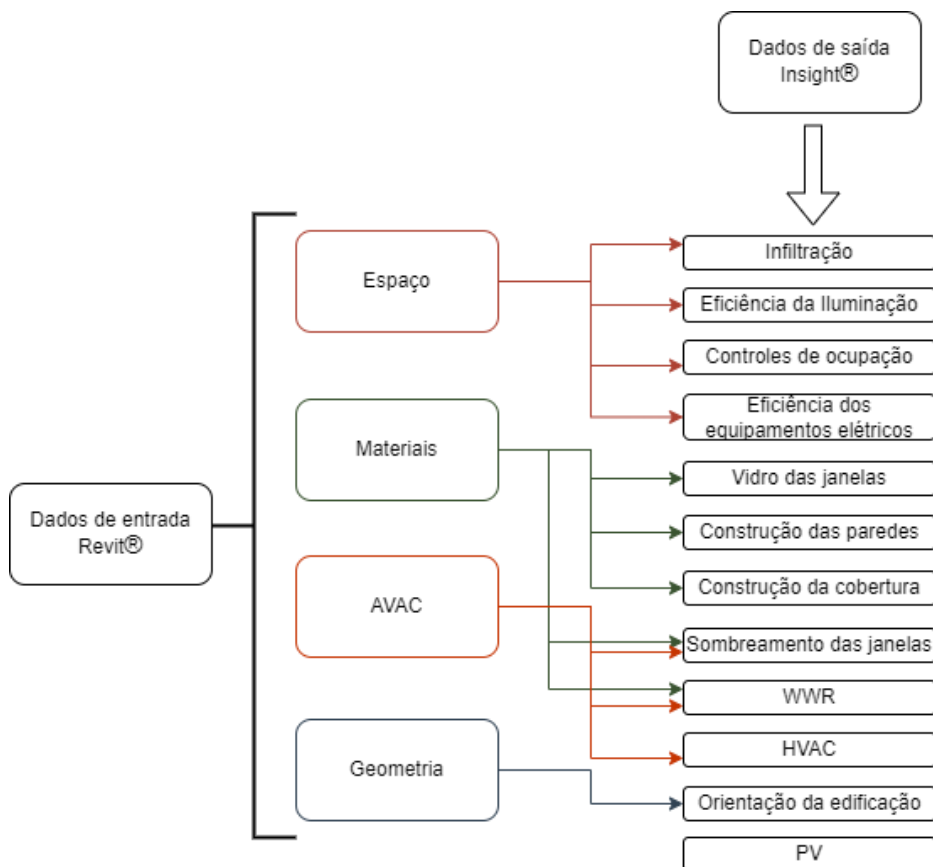 Dados de saída
Insight®
Dados de entrada
Revit®
Espaço
Materiais
AVAC
Geometria
Infiltração
Eficiência da Iluminação
Controles de ocupação
Eficiência dos
equipamentos elétricos
Vidro das janelas
Construção das paredes
Construção da cobertura
Sombreamento das janelas
WWR
HVAC
Orientação da edificação
PV